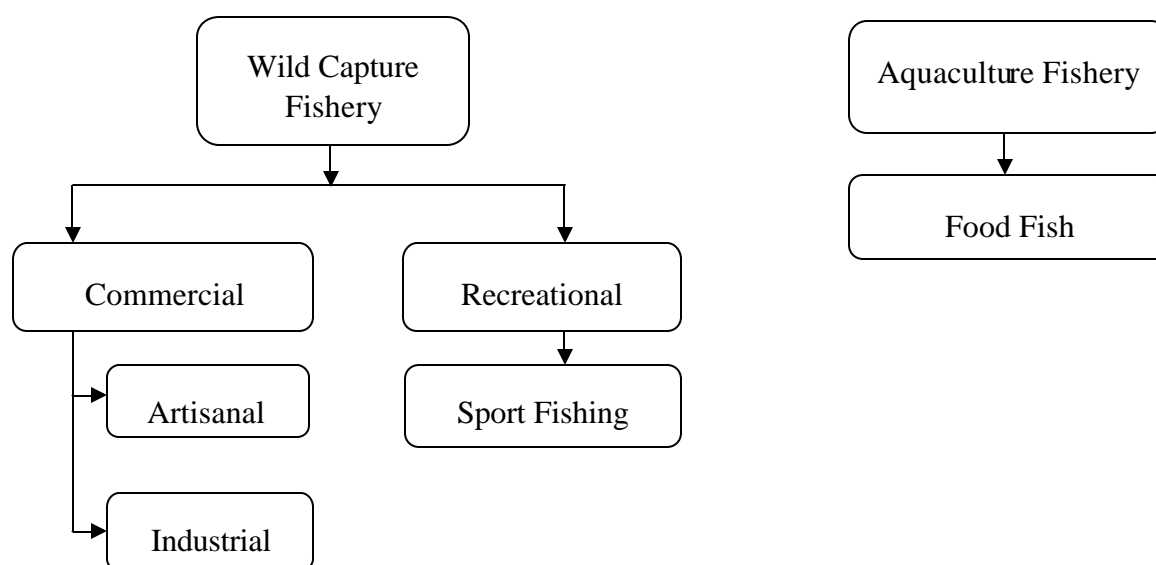 Wild Capture
Fishery
Aquaculture Fishery
Food Fish
Commercial
Recreational
Artisanal
Sport Fishing
Industrial